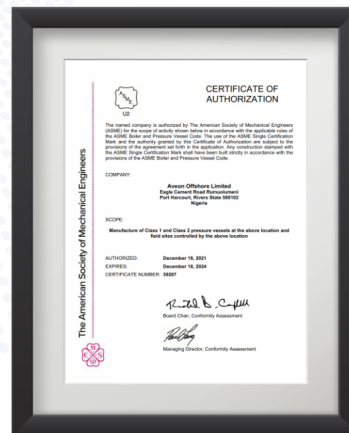 CERTIFICATE OF
AUTHORIZATION
ASME
U2
The named company is authorized by The American Society of Mechanical Engineers
(ASME) for the scope of activity shown below in accordance with the applicable rules of
the ASME Boiler and Pressure Vessel Code. The use of the ASME Single Certification
Mark and the authority granted by this Certificate of Authorization are subject to the
provisions of the agreement set forth in the application. Any construction stamped with
the ASME Single Certification Mark shall have been built strictly in accordance with the
provisions of the ASME Boiler and Pressure Vessel Code.
COMPANY:
Aveon Offshore Limited
Eagle Cement Road Rumuolumeni
Port Harcourt, Rivers State 500102
Nigeria
SCOPE:
Manufacture of Class 1 and Class 2 pressure vessels at the above location and
field sites controlled by the above location
AUTHORIZED: December 18, 2021
EXPIRES: December 18, 2024
CERTIFICATE NUMBER: 39287
Board Chair, Conformity Assessment
Managing Director, Conformity Assessment
The American Society of Mechanical Engineers